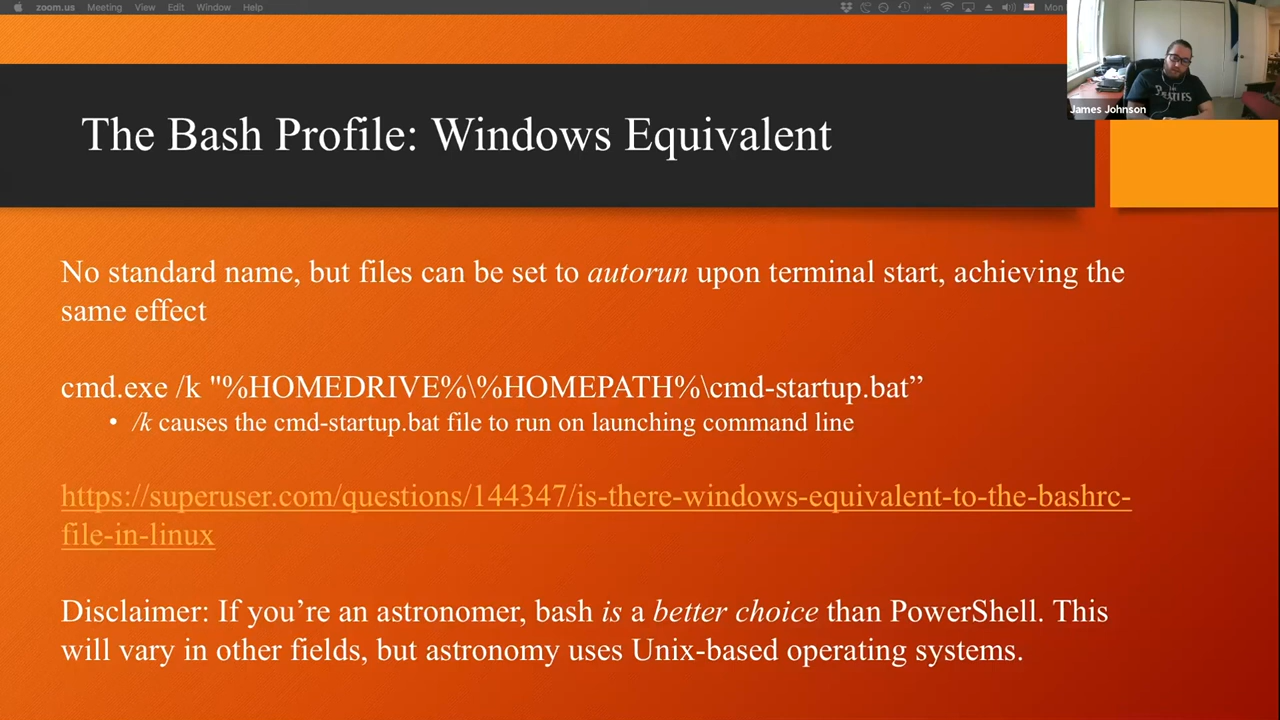 zoom.us Meeting View Edit Window Help
Mon
James Johnson
The Bash Profile: Windows Equivalent
No standard name, but files can be set to autorun upon terminal start, achieving the
same effect
cmd.exe /k "%HOMEDRIVE%\%HOMEPATH%\cmd-startup.bat”
• /k causes the cmd-startup.bat file to run on launching command line
https://superuser.com/questions/144347/is-there-windows-equivalent-to-the-bashrc-
file-in-linux
Disclaimer: If you’re an astronomer, bash is a better choice than PowerShell. This
will vary in other fields, but astronomy uses Unix-based operating systems.